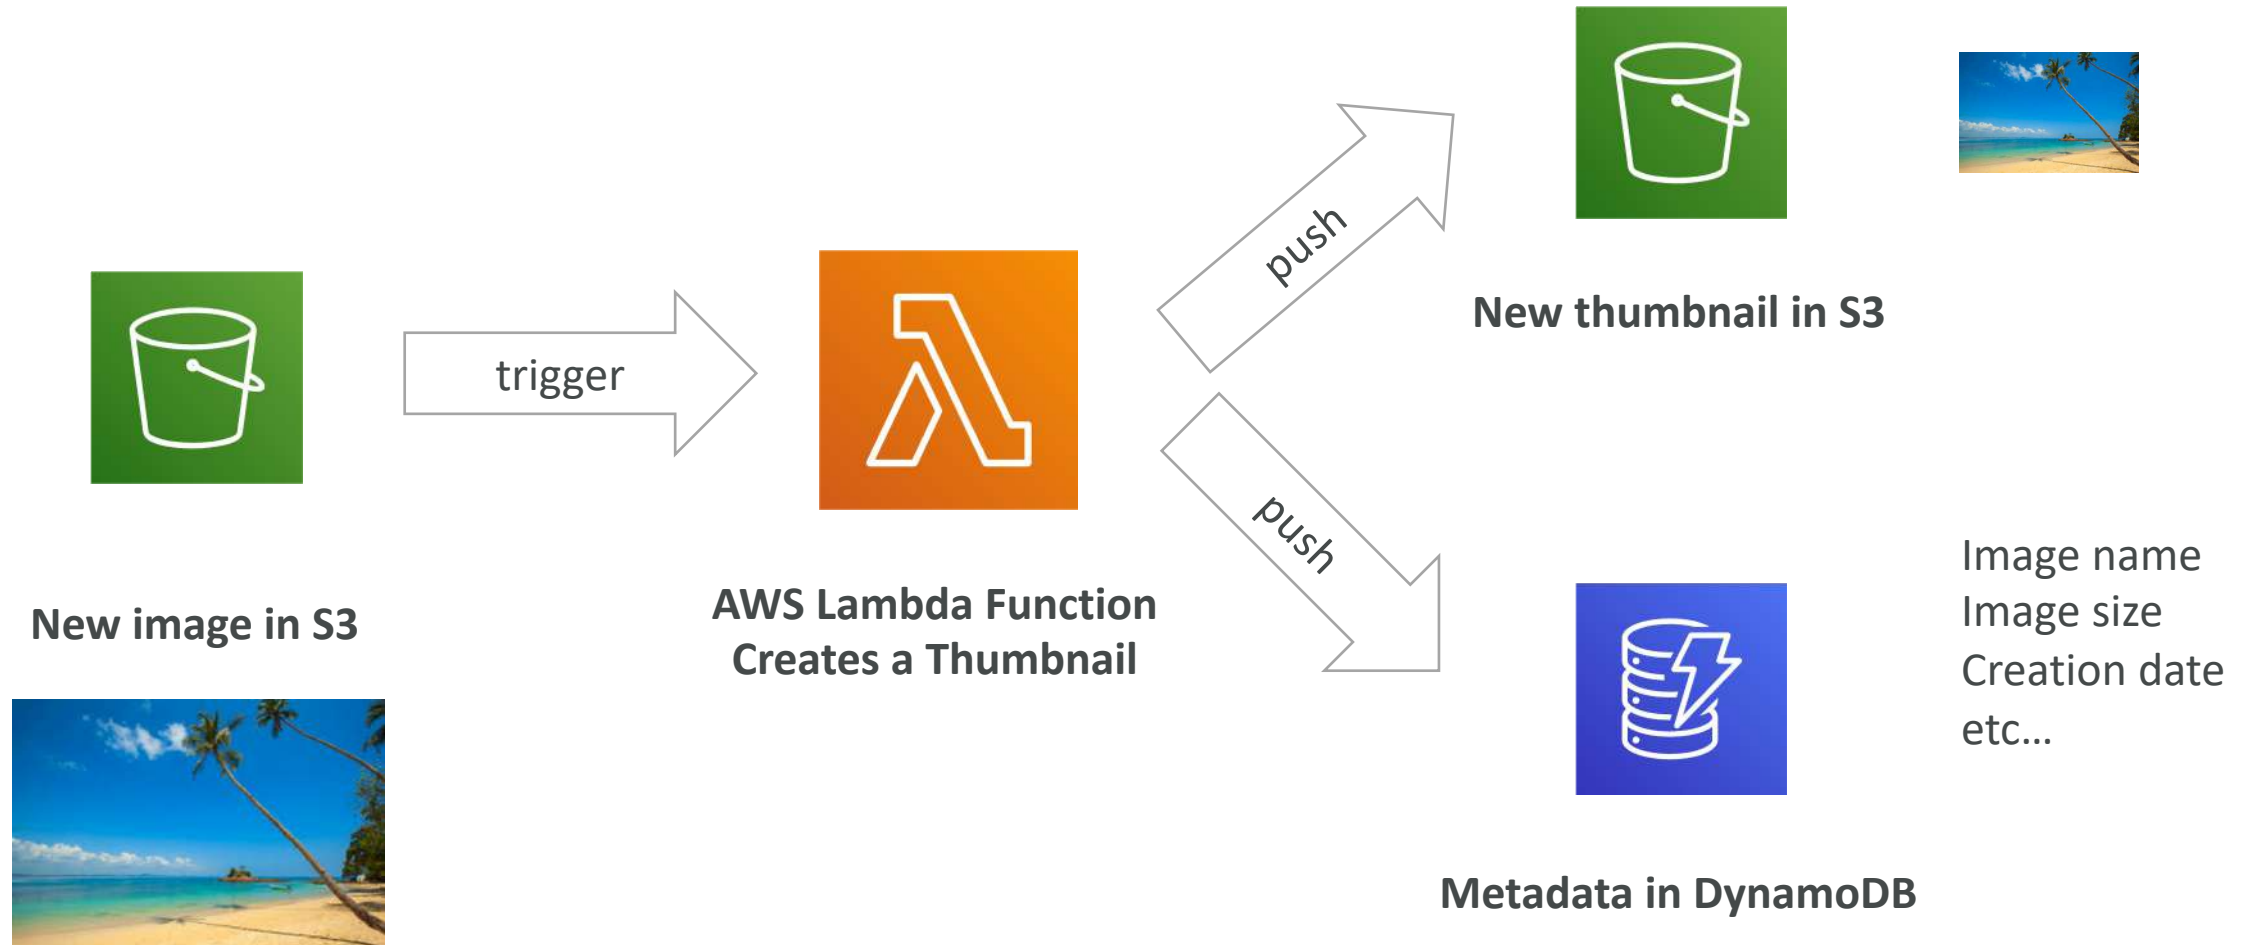 New image in S3
trigger
AWS Lambda Function
Creates a Thumbnail
push
New thumbnail in S3
push
Image name
Image size
Creation date
etc…
Metadata in DynamoDB